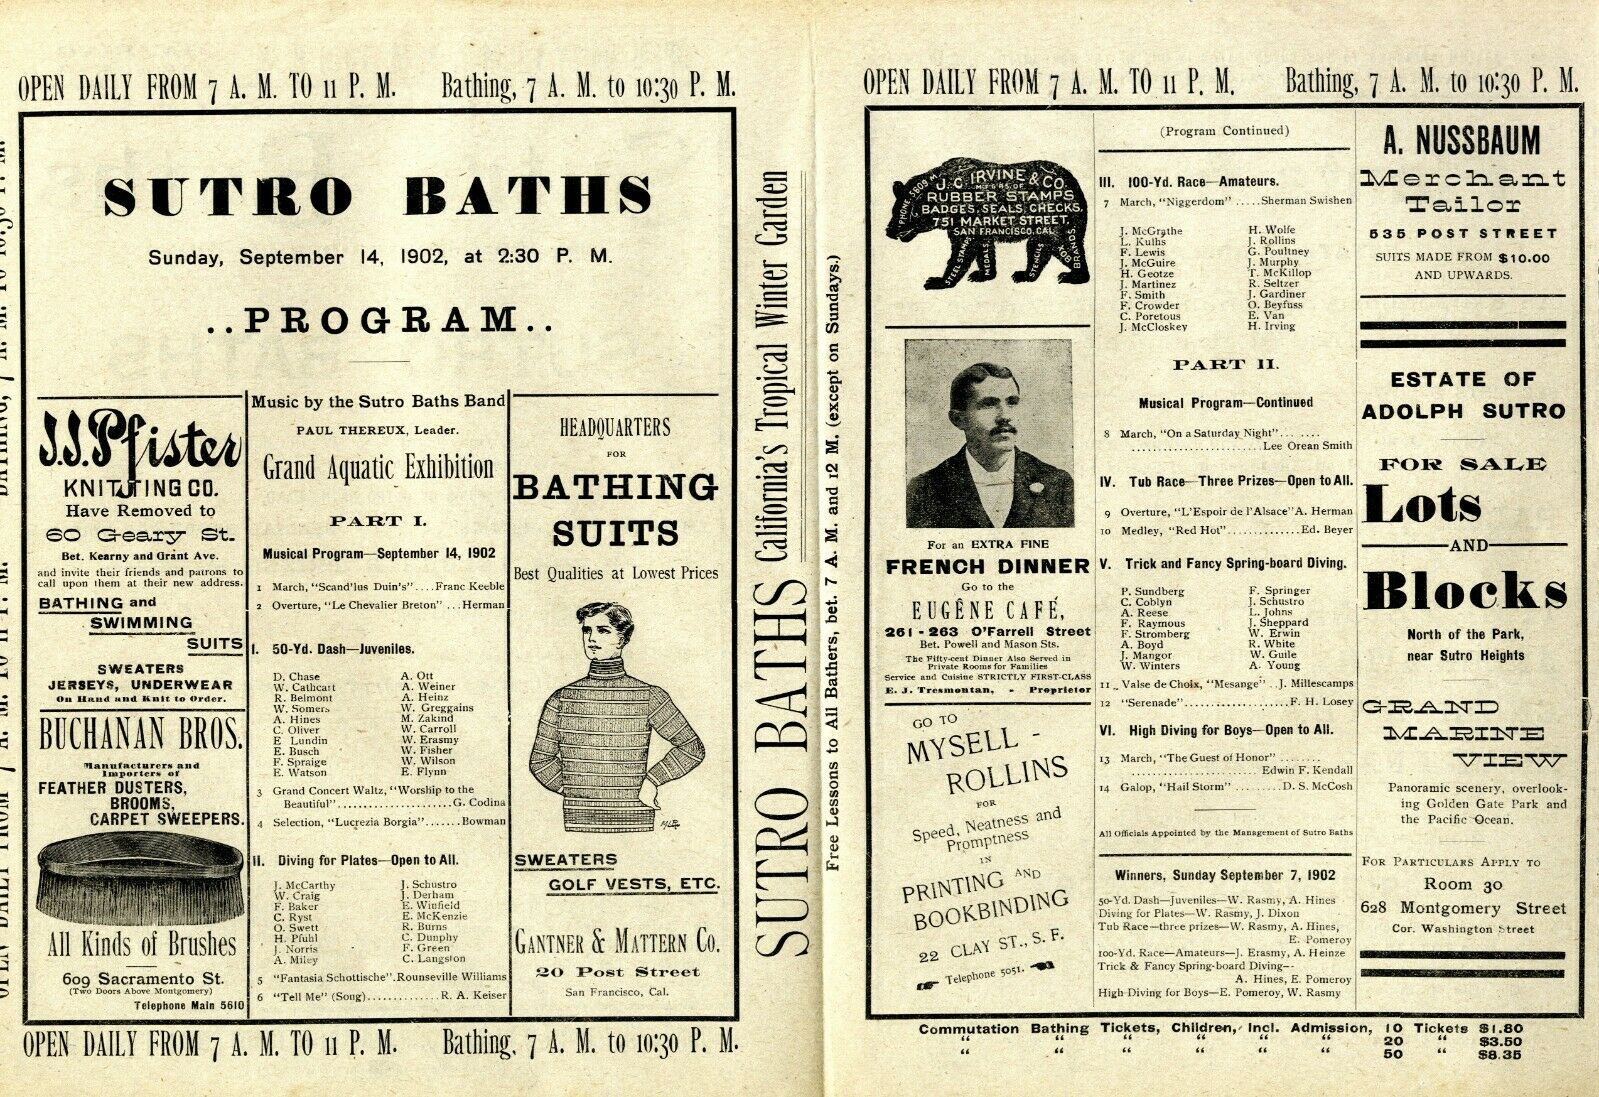 OPEN DAILY FROM 7 A. M. TO 11 P. M. Bathing, 7 A. M. to 10:30 P. M.
SUTRO BATHS
Sunday, September 14, 1902, at 2:30 P. M.
..PROGRAM..
J.J. Pfister
KNITTING CO.
Have Removed to
60 Geary St.
Bet. Kearny and Grant Ave.
and invite their friends and patrons to
call upon them at their new address.
BATHING and
SWIMMING
SUITS
SWEATERS
JERSEYS, UNDERWEAR
On Hand and Knit to Order.
BUCHANAN BROS.
Manufacturers and
Importers of
FEATHER DUSTERS,
BROOMS,
CARPET SWEEPERS.
All Kinds of Brushes
609 Sacramento St.
(Two Doors Above Montgomery)
Telephone Main 5610
Music by the Sutro Baths Band
PAUL THEREUX, Leader.
Grand Aquatic Exhibition
PART I.
Musical Program—September 14, 1902
1 March, "Scand'lus Duin's"....Franc Keeble
2 Overture, "Le Chevalier Breton" ...Herman
I. 50-Yd. Dash—Juveniles.
D. Chase A. Ott
W. Cathcart A. Weiner
R. Belmont A. Heinz
W. Somers W. Greggains
A. Hines M. Zakind
C. Oliver W. Carroll
E. Lundin W. Erasmy
E. Busch W. Fisher
F. Spraige W. Wilson
E. Watson E. Flynn
3 Grand Concert Waltz, "Worship to the
Beautiful".....................G. Codina
4 Selection, "Lucrezia Borgia".......Bowman
II. Diving for Plates—Open to All.
J. McCarthy J. Schustro
W. Craig J. Derham
F. Baker E. Winfield
C. Ryst E. McKenzie
O. Swett R. Burns
H. Pfuhl C. Dunphy
J. Norris F. Green
A. Miley C. Langston
5 "Fantasia Schottische".Rounseville Williams
6 "Tell Me" (Song).............R. A. Keiser
HEADQUARTERS
FOR
BATHING
SUITS
Best Qualities at Lowest Prices
SWEATERS
GOLF VESTS, ETC.
GANTNER & MATTERN CO.
20 Post Street
San Francisco, Cal.
OPEN DAILY FROM 7 A. M. TO 11 P. M. Bathing, 7 A. M. to 10:30 P. M.
SUTRO BATHS California's Tropical Winter Garden
Free Lessons to All Bathers, bet. 7 A. M. and 12 M. (except on Sundays.)
OPEN DAILY FROM 7 A. M. TO 11 P. M. Bathing, 7 A. M. to 10:30 P. M.
PHONE 5809 M
J. C. IRVINE & CO.
MFTRS. OF
RUBBER STAMPS
BADGES, SEALS, CHECKS,
751 MARKET STREET,
SAN FRANCISCO, CAL.
STEEL STAMPS
MEDALS
STENCILS
BOX BRANDS.
For an EXTRA FINE
FRENCH DINNER
Go to the
EUGÊNE CAFÉ,
261 - 263 O'Farrell Street
Bet. Powell and Mason Sts.
The Fifty-cent Dinner Also Served in
Private Rooms for Families
Service and Cuisine STRICTLY FIRST-CLASS
E. J. Tresmontan, - Proprietor
GO TO
MYSELL -
ROLLINS
FOR
Speed, Neatness and
Promptness
IN
PRINTING AND
BOOKBINDING
22 CLAY ST., S. F.
Telephone 5051.
(Program Continued)
III. 100-Yd. Race—Amateurs.
7 March, "Niggerdom" .....Sherman Swishen
J. McGrathe H. Wolfe
L. Kulhs J. Rollins
F. Lewis G. Poultney
J. McGuire J. Murphy
H. Geotze T. McKillop
J. Martinez R. Seltzer
F. Smith J. Gardiner
F. Crowder O. Beyfuss
C. Poretous E. Van
J. McCloskey H. Irving
PART II.
Musical Program—Continued
8 March, "On a Saturday Night"........
........................Lee Orean Smith
IV. Tub Race—Three Prizes—Open to All.
9 Overture, "L'Espoir de l'Alsace"A. Herman
10 Medley, "Red Hot"..............Ed. Beyer
V. Trick and Fancy Spring-board Diving.
P. Sundberg F. Springer
C. Coblyn J. Schustro
A. Reese L. Johns
F. Raymous J. Sheppard
F. Stromberg W. Erwin
A. Boyd R. White
J. Mangor W. Guile
W. Winters A. Young
11 Valse de Choix, "Mesange" ..J. Millescamps
12 "Serenade"....................F. H. Losey
VI. High Diving for Boys—Open to All.
13 March, "The Guest of Honor" ........
........................Edwin F. Kendall
14 Galop, "Hail Storm" .........D. S. McCosh
All Officials Appointed by the Management of Sutro Baths
Winners, Sunday September 7, 1902
50-Yd. Dash—Juveniles—W. Rasmy, A. Hines
Diving for Plates—W. Rasmy, J. Dixon
Tub Race—three prizes—W. Rasmy, A. Hines,
E. Pomeroy
100-Yd. Race—Amateurs—J. Erasmy, A. Heinze
Trick & Fancy Spring-board Diving—
A. Hines, E. Pomeroy
High Diving for Boys—E. Pomeroy, W. Rasmy
A. NUSSBAUM
Merchant
Tailor
535 POST STREET
SUITS MADE FROM $10.00
AND UPWARDS.
ESTATE OF
ADOLPH SUTRO
FOR SALE
Lots
AND
Blocks
North of the Park,
near Sutro Heights
GRAND
MARINE
VIEW
Panoramic scenery, overlook-
ing Golden Gate Park and
the Pacific Ocean.
FOR PARTICULARS APPLY TO
Room 30
628 Montgomery Street
Cor. Washington Street
Commutation Bathing Tickets, Children, Incl. Admission, 10 Tickets $1.80
" " " " " " 20 " $3.50
" " " " " " 50 " $8.35